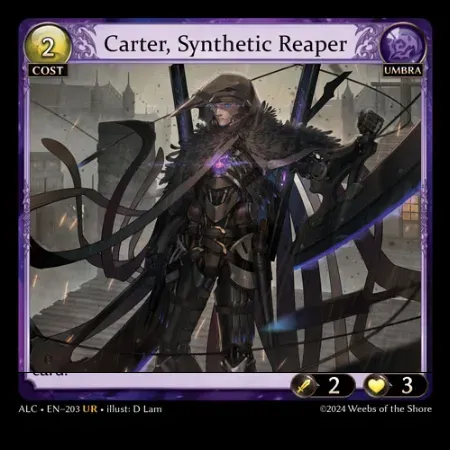 2
Carter, Synthetic Reaper
COST
UMBRA
card.
2
3
ALC • EN–203 UR • illust: D Lam
©2024 Weebs of the Shore